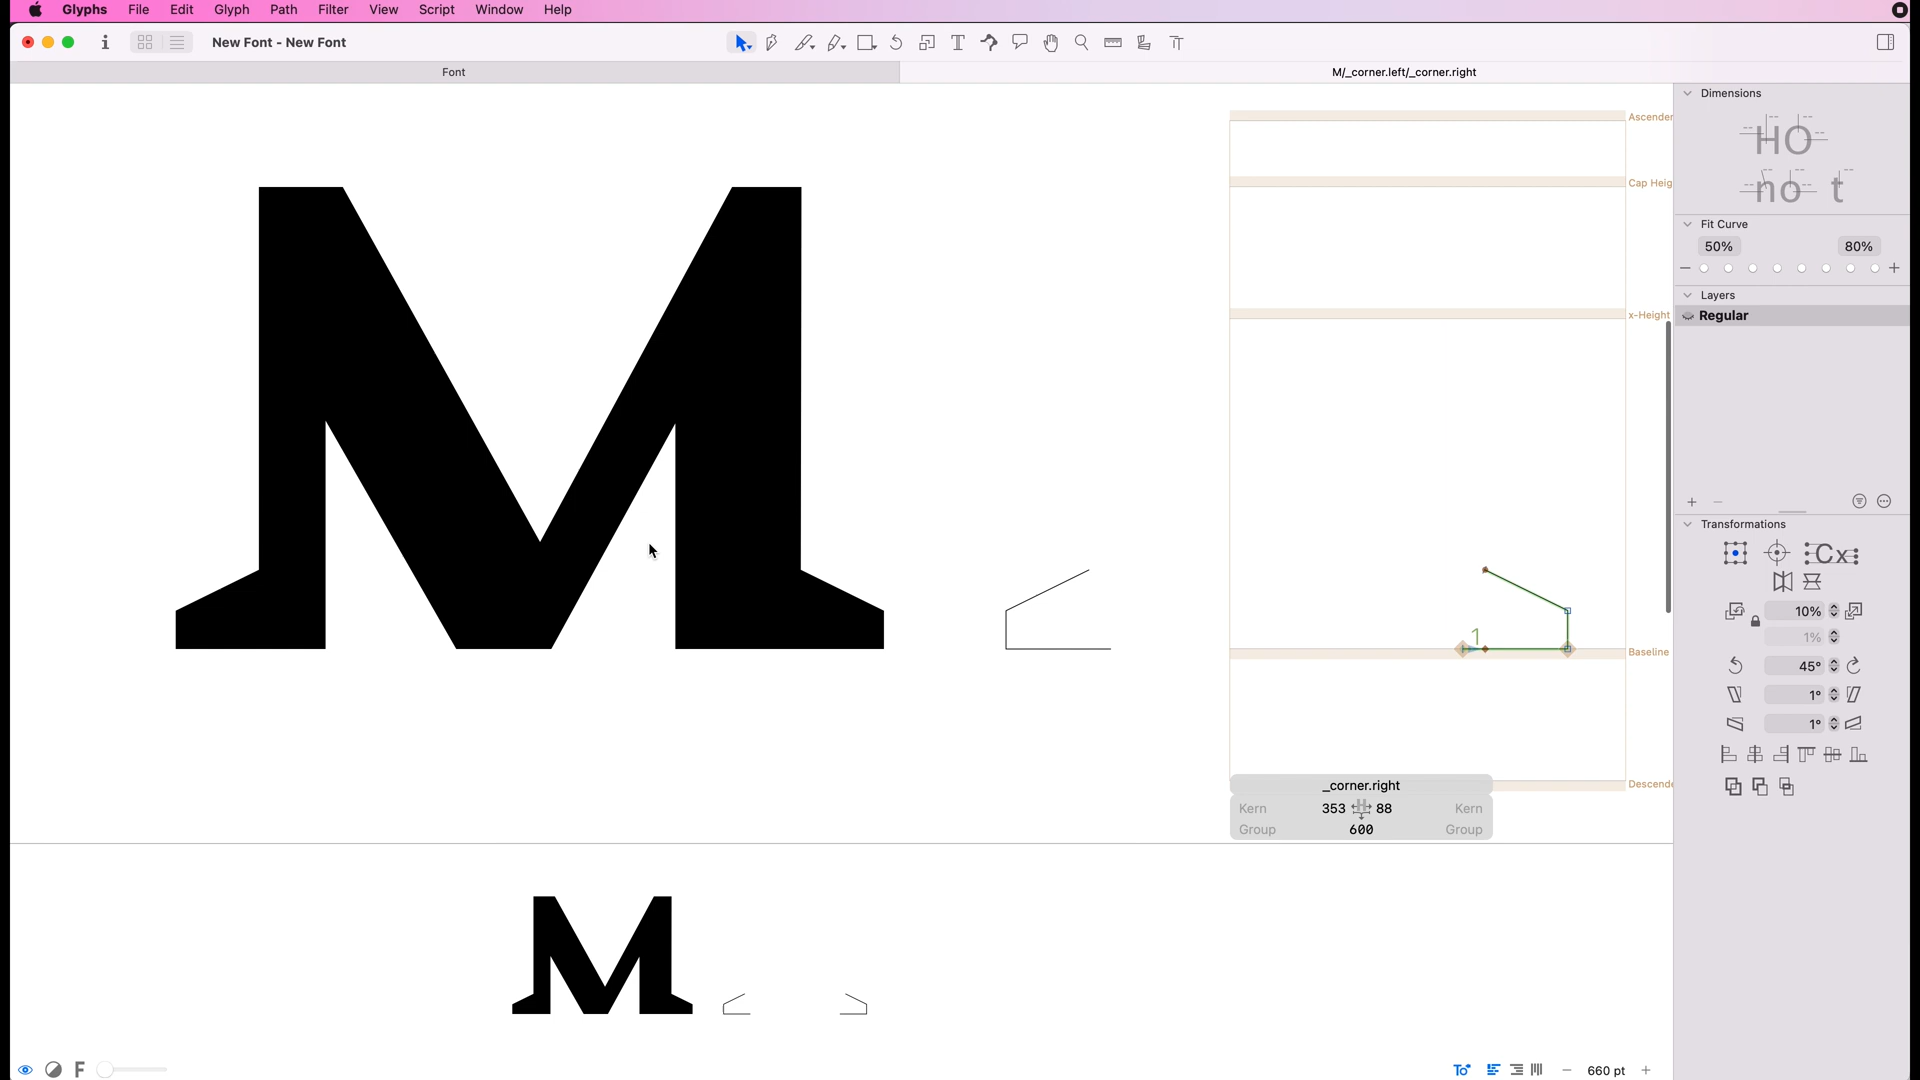 Glyphs File Edit Glyph Path Filter View Script Window Help
New Font - New Font
Font
M/_corner.left/_corner.right
M
Ascender
Cap Heig
x-Height
1
Baseline
Descende
_corner.right
Kern 353 88 Kern
Group 600 Group
M
F
660 pt
Dimensions
HO
no t
Fit Curve
50% 80%
Layers
Regular
Transformations
Cx
10%
1%
45°
1°
1°